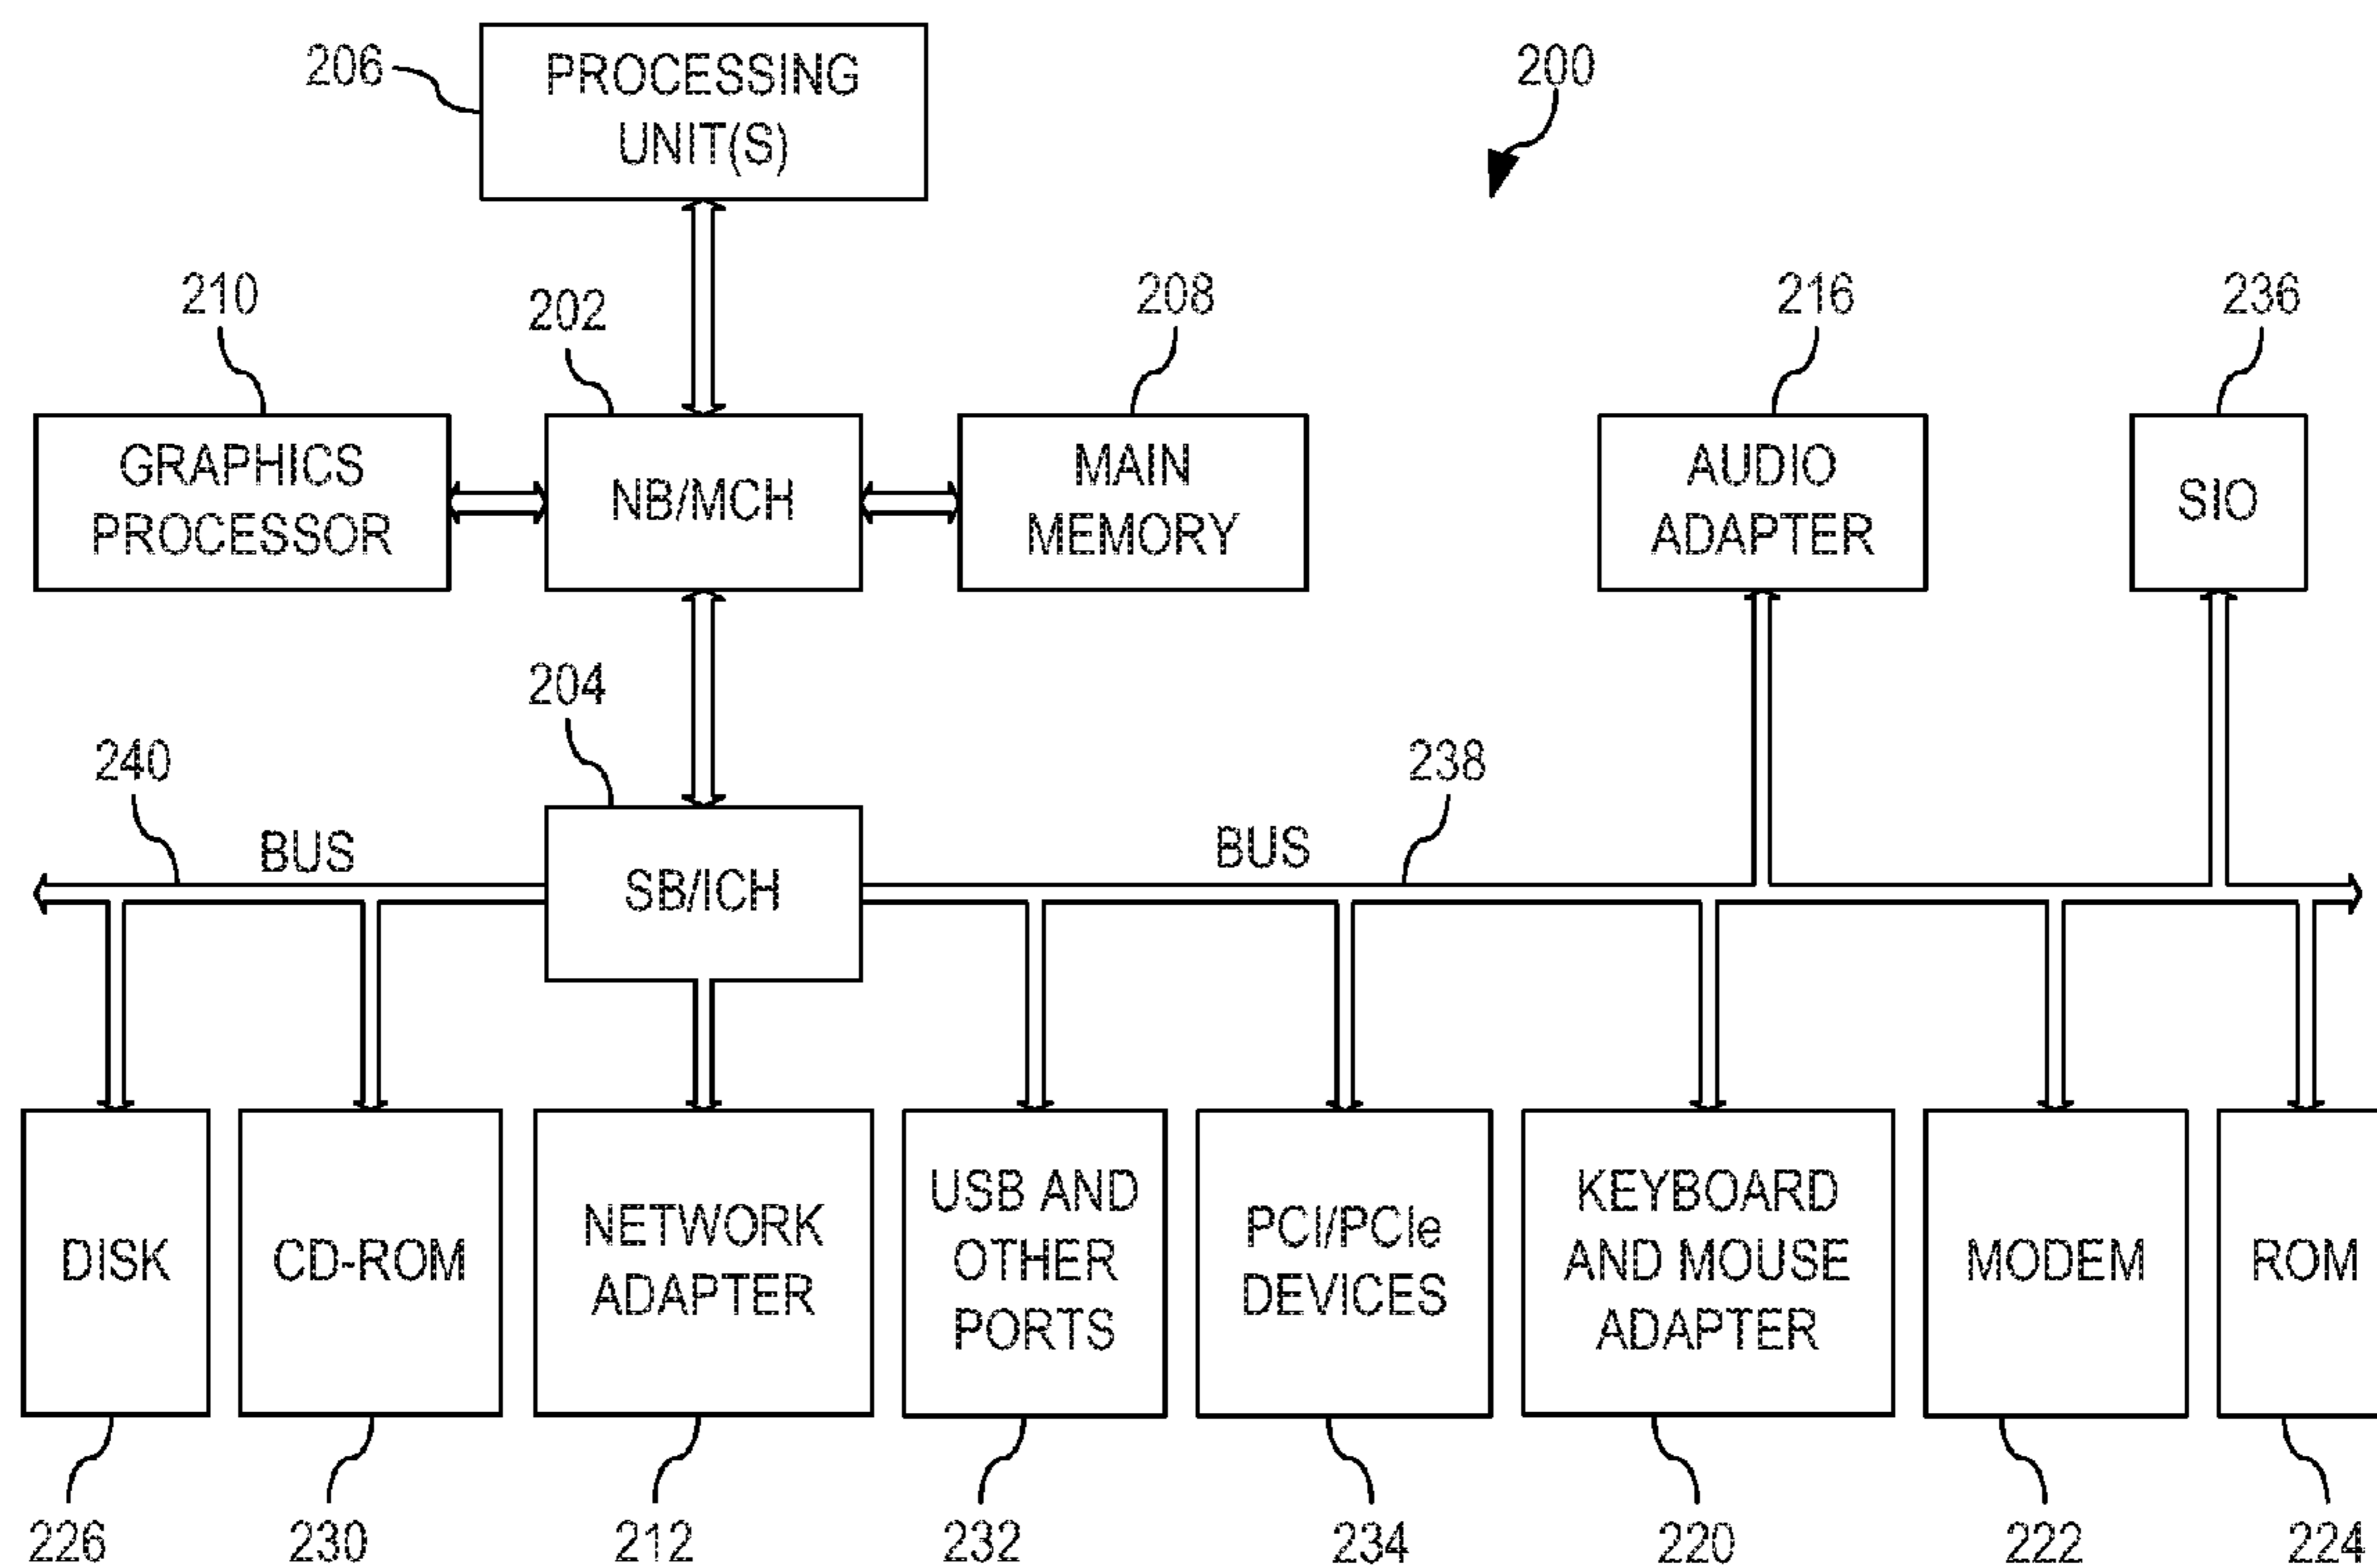 206
PROCESSING
UNIT(S)
200
210
202
208
216
236
GRAPHICS
PROCESSOR
NB/MCH
MAIN
MEMORY
AUDIO
ADAPTER
SIO
204
240
238
BUS
BUS
SB/ICH
DISK
CD-ROM
NETWORK
ADAPTER
USB AND
OTHER
PORTS
PCI/PCIe
DEVICES
KEYBOARD
AND MOUSE
ADAPTER
MODEM
ROM
226
230
212
232
234
220
222
224